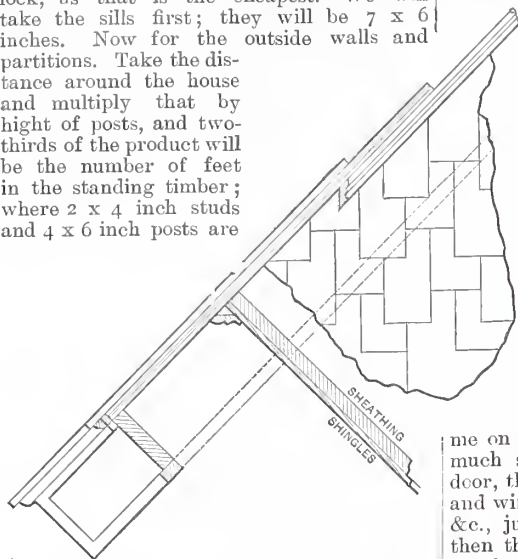 lock, as that is the cheapest. We will
take the sills first; they will be 7 x 6
inches. Now for the outside walls and
partitions. Take the dis-
tance around the house
and multiply that by
hight of posts, and two-
thirds of the product will
be the number of feet
in the standing timber;
where 2 x 4 inch studs
and 4 x 6 inch posts are
SHEATHING
SHINGLES
me on
much s
door, th
and wi
&c., ju
then th